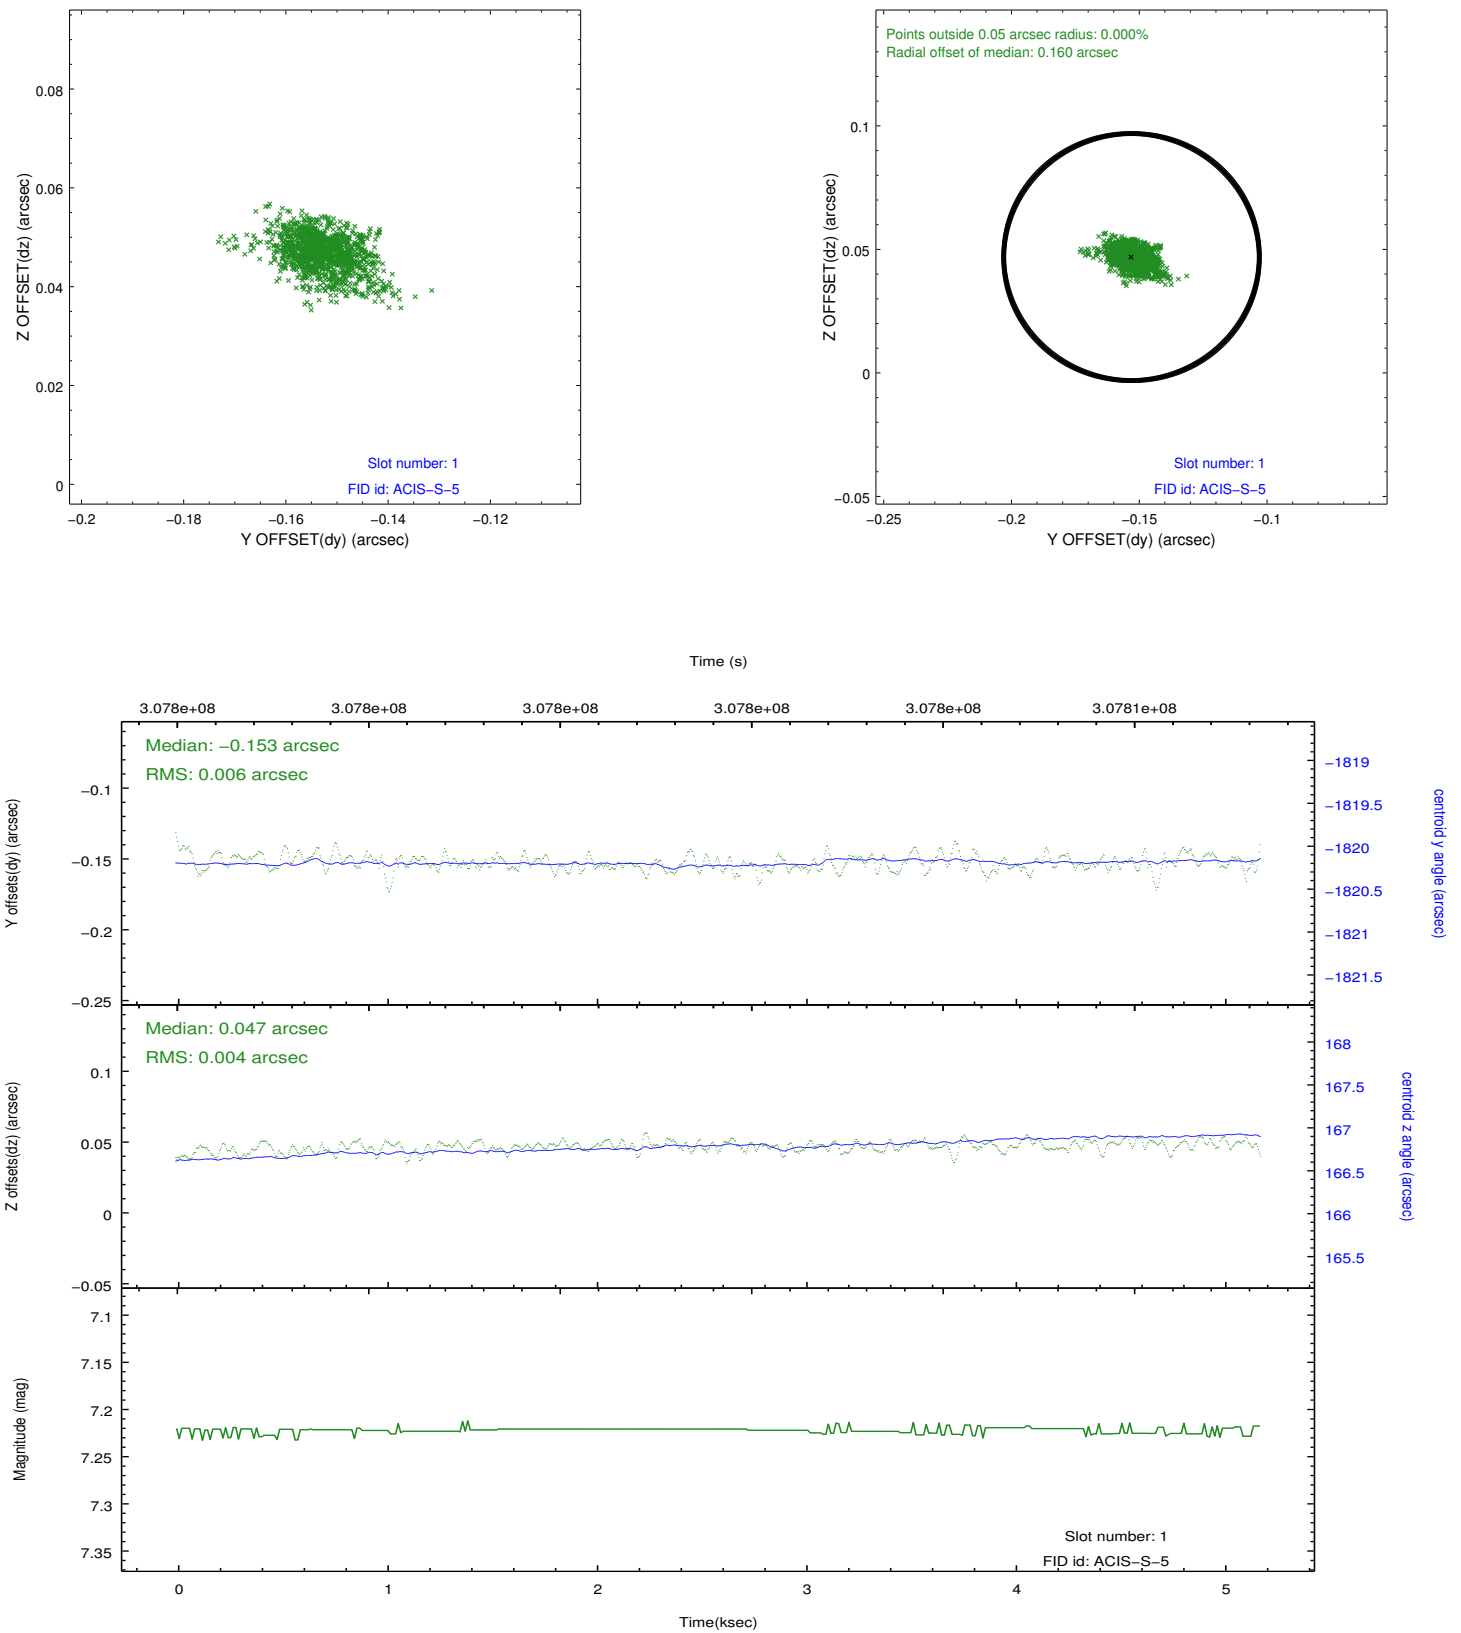 Points outside 0.05 arcsec radius: 0.000%
Radial offset of median: 0.160 arcsec
0.08
0.06
0.04
0.02
0
Z OFFSET(dz) (arcsec)
Slot number: 1
FID id: ACIS−S−5
−0.2 −0.18 −0.16 −0.14 −0.12
Y OFFSET(dy) (arcsec)
0.1
0.05
0
−0.05
Z OFFSET(dz) (arcsec)
Slot number: 1
FID id: ACIS−S−5
−0.25 −0.2 −0.15 −0.1
Y OFFSET(dy) (arcsec)
Time (s)
3.078e+08 3.078e+08 3.078e+08 3.078e+08 3.078e+08 3.0781e+08
Median: −0.153 arcsec
RMS: 0.006 arcsec
−0.1
−0.15
−0.2
−0.25
Y offsets(dy) (arcsec)
−1819
−1819.5
−1820
−1820.5
−1821
−1821.5
centroid y angle (arcsec)
Median: 0.047 arcsec
RMS: 0.004 arcsec
0.1
0.05
0
−0.05
Z offsets(dz) (arcsec)
168
167.5
167
166.5
166
165.5
centroid z angle (arcsec)
7.1
7.15
7.2
7.25
7.3
7.35
Magnitude (mag)
Slot number: 1
FID id: ACIS−S−5
0 1 2 3 4 5
Time(ksec)